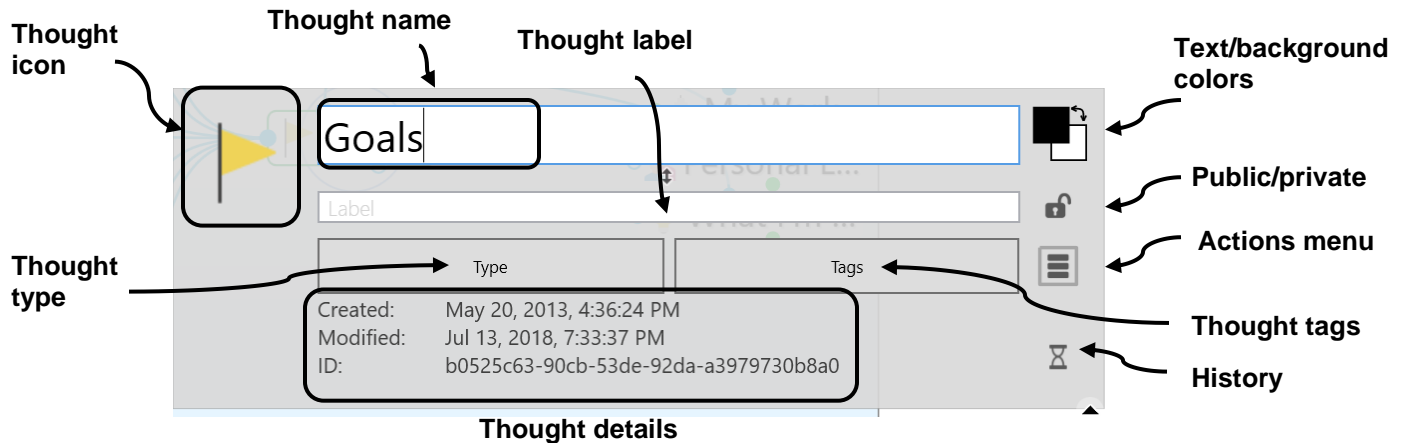 Thought name
Thought icon
Thought label
Text/background colors
Goals
Public/private
Label
Actions menu
Thought type
Type
Tags
Created: May 20, 2013, 4:36:24 PM
Modified: Jul 13, 2018, 7:33:37 PM
ID: b0525c63-90cb-53de-92da-a3979730b8a0
Thought tags
History
Thought details